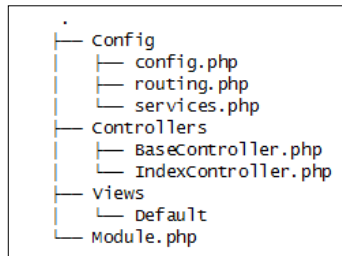 .
├── Config
│   ├── config.php
│   ├── routing.php
│   └── services.php
├── Controllers
│   ├── BaseController.php
│   └── IndexController.php
├── Views
│   └── Default
└── Module.php